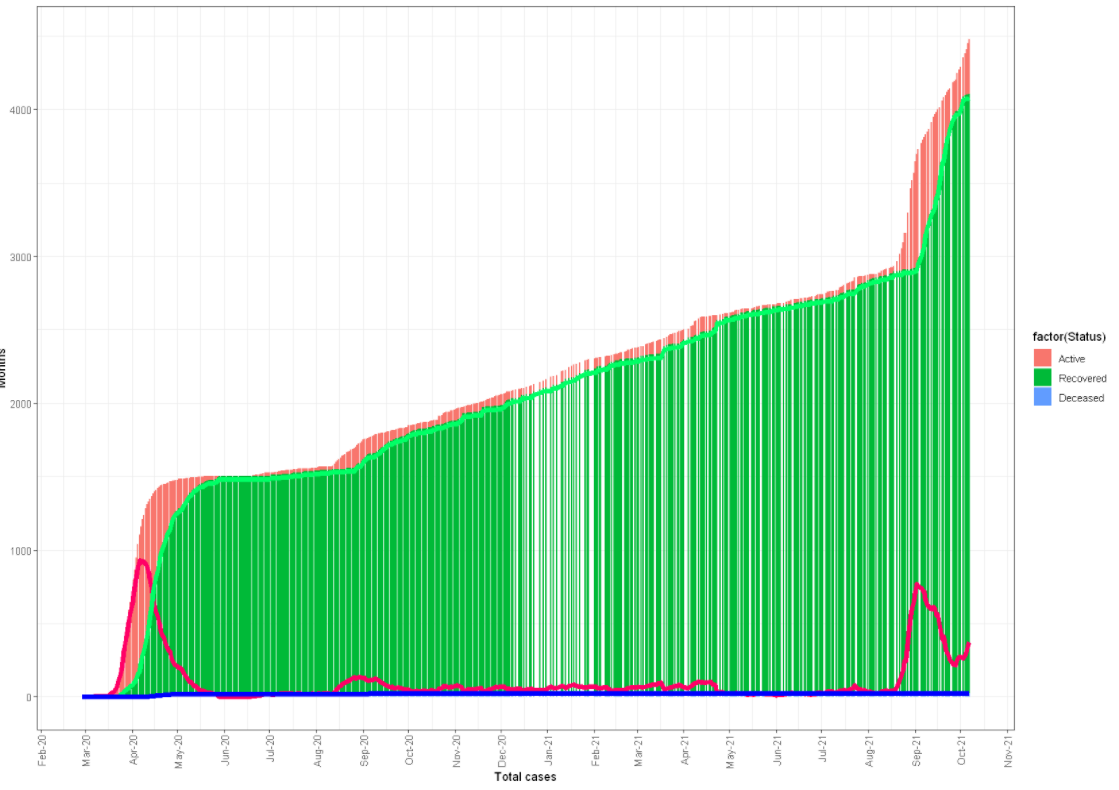 4000
3000
2000
1000
0
Months
Feb-20
Mar-20
Apr-20
May-20
Jun-20
Jul-20
Aug-20
Sep-20
Oct-20
Nov-20
Dec-20
Jan-21
Feb-21
Mar-21
Apr-21
May-21
Jun-21
Jul-21
Aug-21
Sep-21
Oct-21
Nov-21
Total cases
factor(Status)
Active
Recovered
Deceased